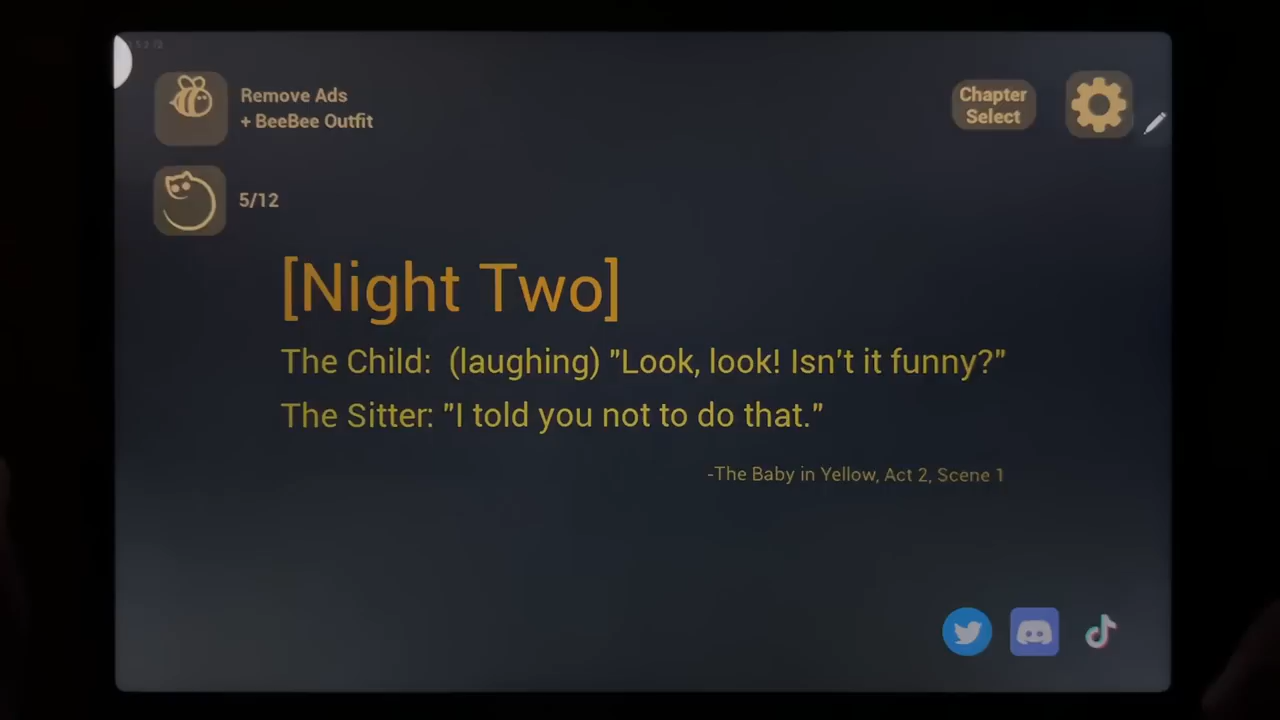 Remove Ads
+ BeeBee Outfit
Chapter
Select
5/12
[Night Two]
The Child:  (laughing) "Look, look! Isn't it funny?"
The Sitter: "I told you not to do that."
-The Baby in Yellow, Act 2, Scene 1